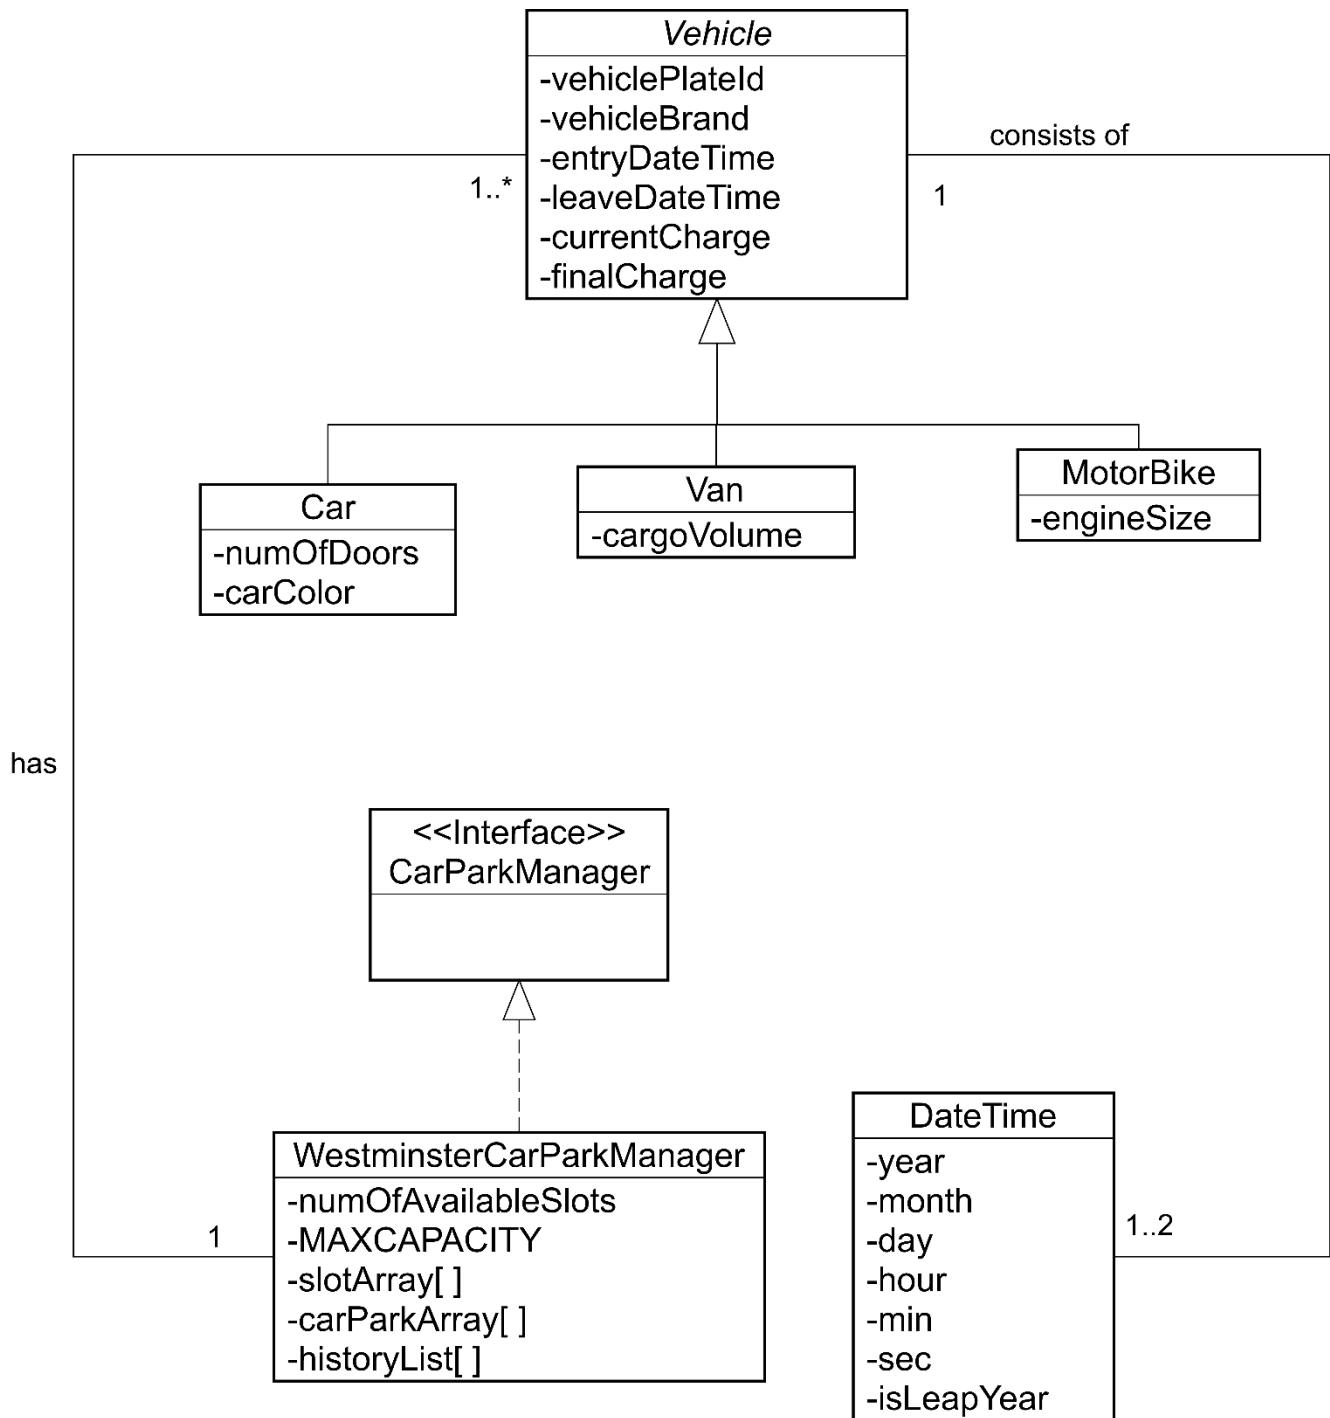 Vehicle
-vehiclePlateId
-vehicleBrand
-entryDateTime
-leaveDateTime
-currentCharge
-finalCharge
consists of
1..*
1
Car
-numOfDoors
-carColor
Van
-cargoVolume
MotorBike
-engineSize
has
<<Interface>>
CarParkManager
WestminsterCarParkManager
-numOfAvailableSlots
-MAXCAPACITY
-slotArray[ ]
-carParkArray[ ]
-historyList[ ]
1
DateTime
-year
-month
-day
-hour
-min
-sec
-isLeapYear
1..2